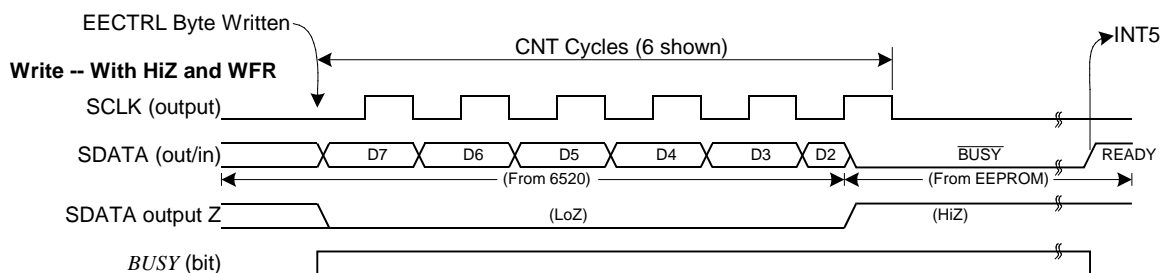 EECTRL Byte Written
INT5
CNT Cycles (6 shown)
Write -- With HiZ and WFR
SCLK (output)
SDATA (out/in) D7 D6 D5 D4 D3 D2 BUSY READY
(From 6520) (From EEPROM)
SDATA output Z (LoZ) (HiZ)
BUSY (bit)